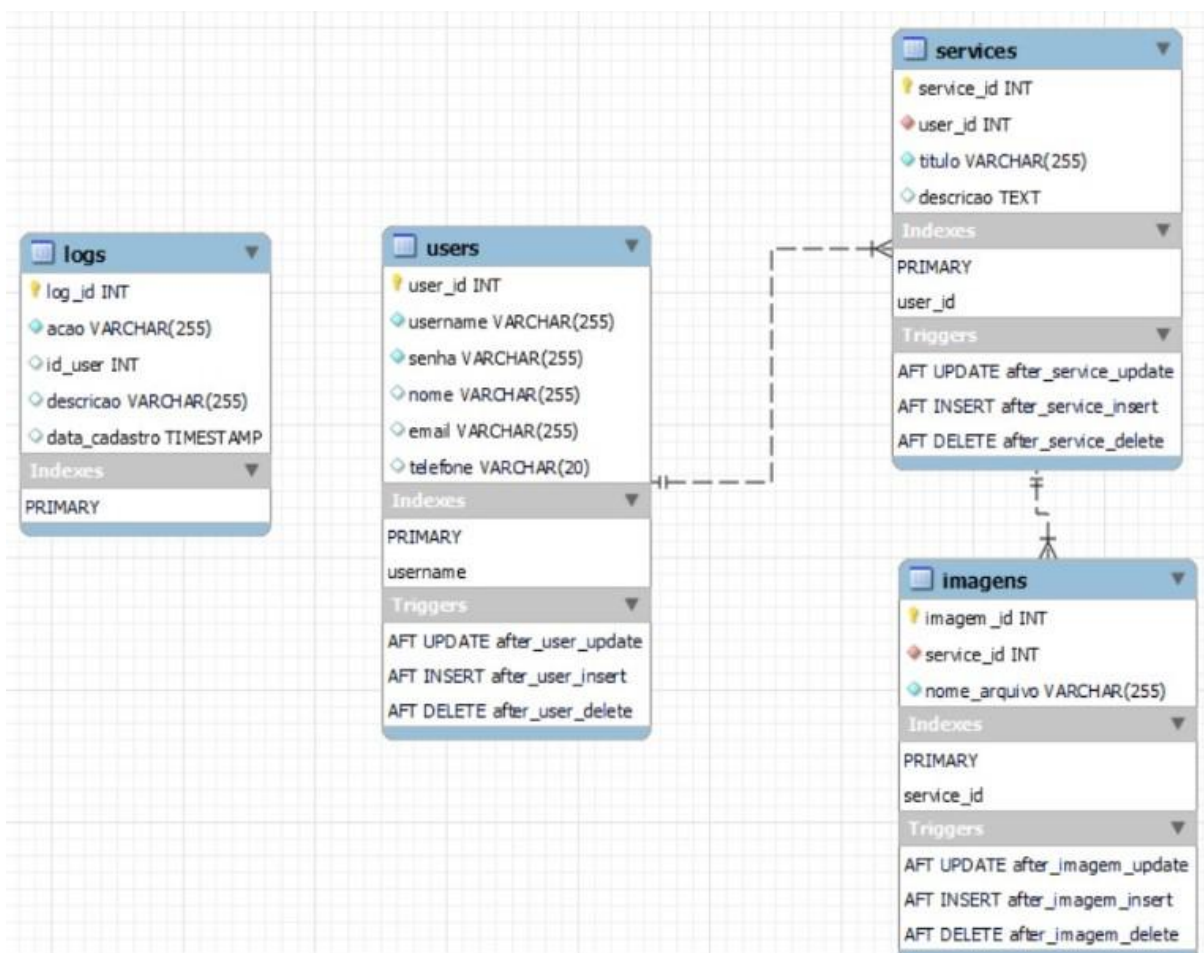 logs
log_id INT
acao VARCHAR(255)
id_user INT
descricao VARCHAR(255)
data_cadastro TIMESTAMP
Indexes
PRIMARY
users
user_id INT
username VARCHAR(255)
senha VARCHAR(255)
nome VARCHAR(255)
email VARCHAR(255)
telefone VARCHAR(20)
Indexes
PRIMARY
username
Triggers
AFT UPDATE after_user_update
AFT INSERT after_user_insert
AFT DELETE after_user_delete
services
service_id INT
user_id INT
titulo VARCHAR(255)
descricao TEXT
Indexes
PRIMARY
user_id
Triggers
AFT UPDATE after_service_update
AFT INSERT after_service_insert
AFT DELETE after_service_delete
imagens
imagem_id INT
service_id INT
nome_arquivo VARCHAR(255)
Indexes
PRIMARY
service_id
Triggers
AFT UPDATE after_imagem_update
AFT INSERT after_imagem_insert
AFT DELETE after_imagem_delete